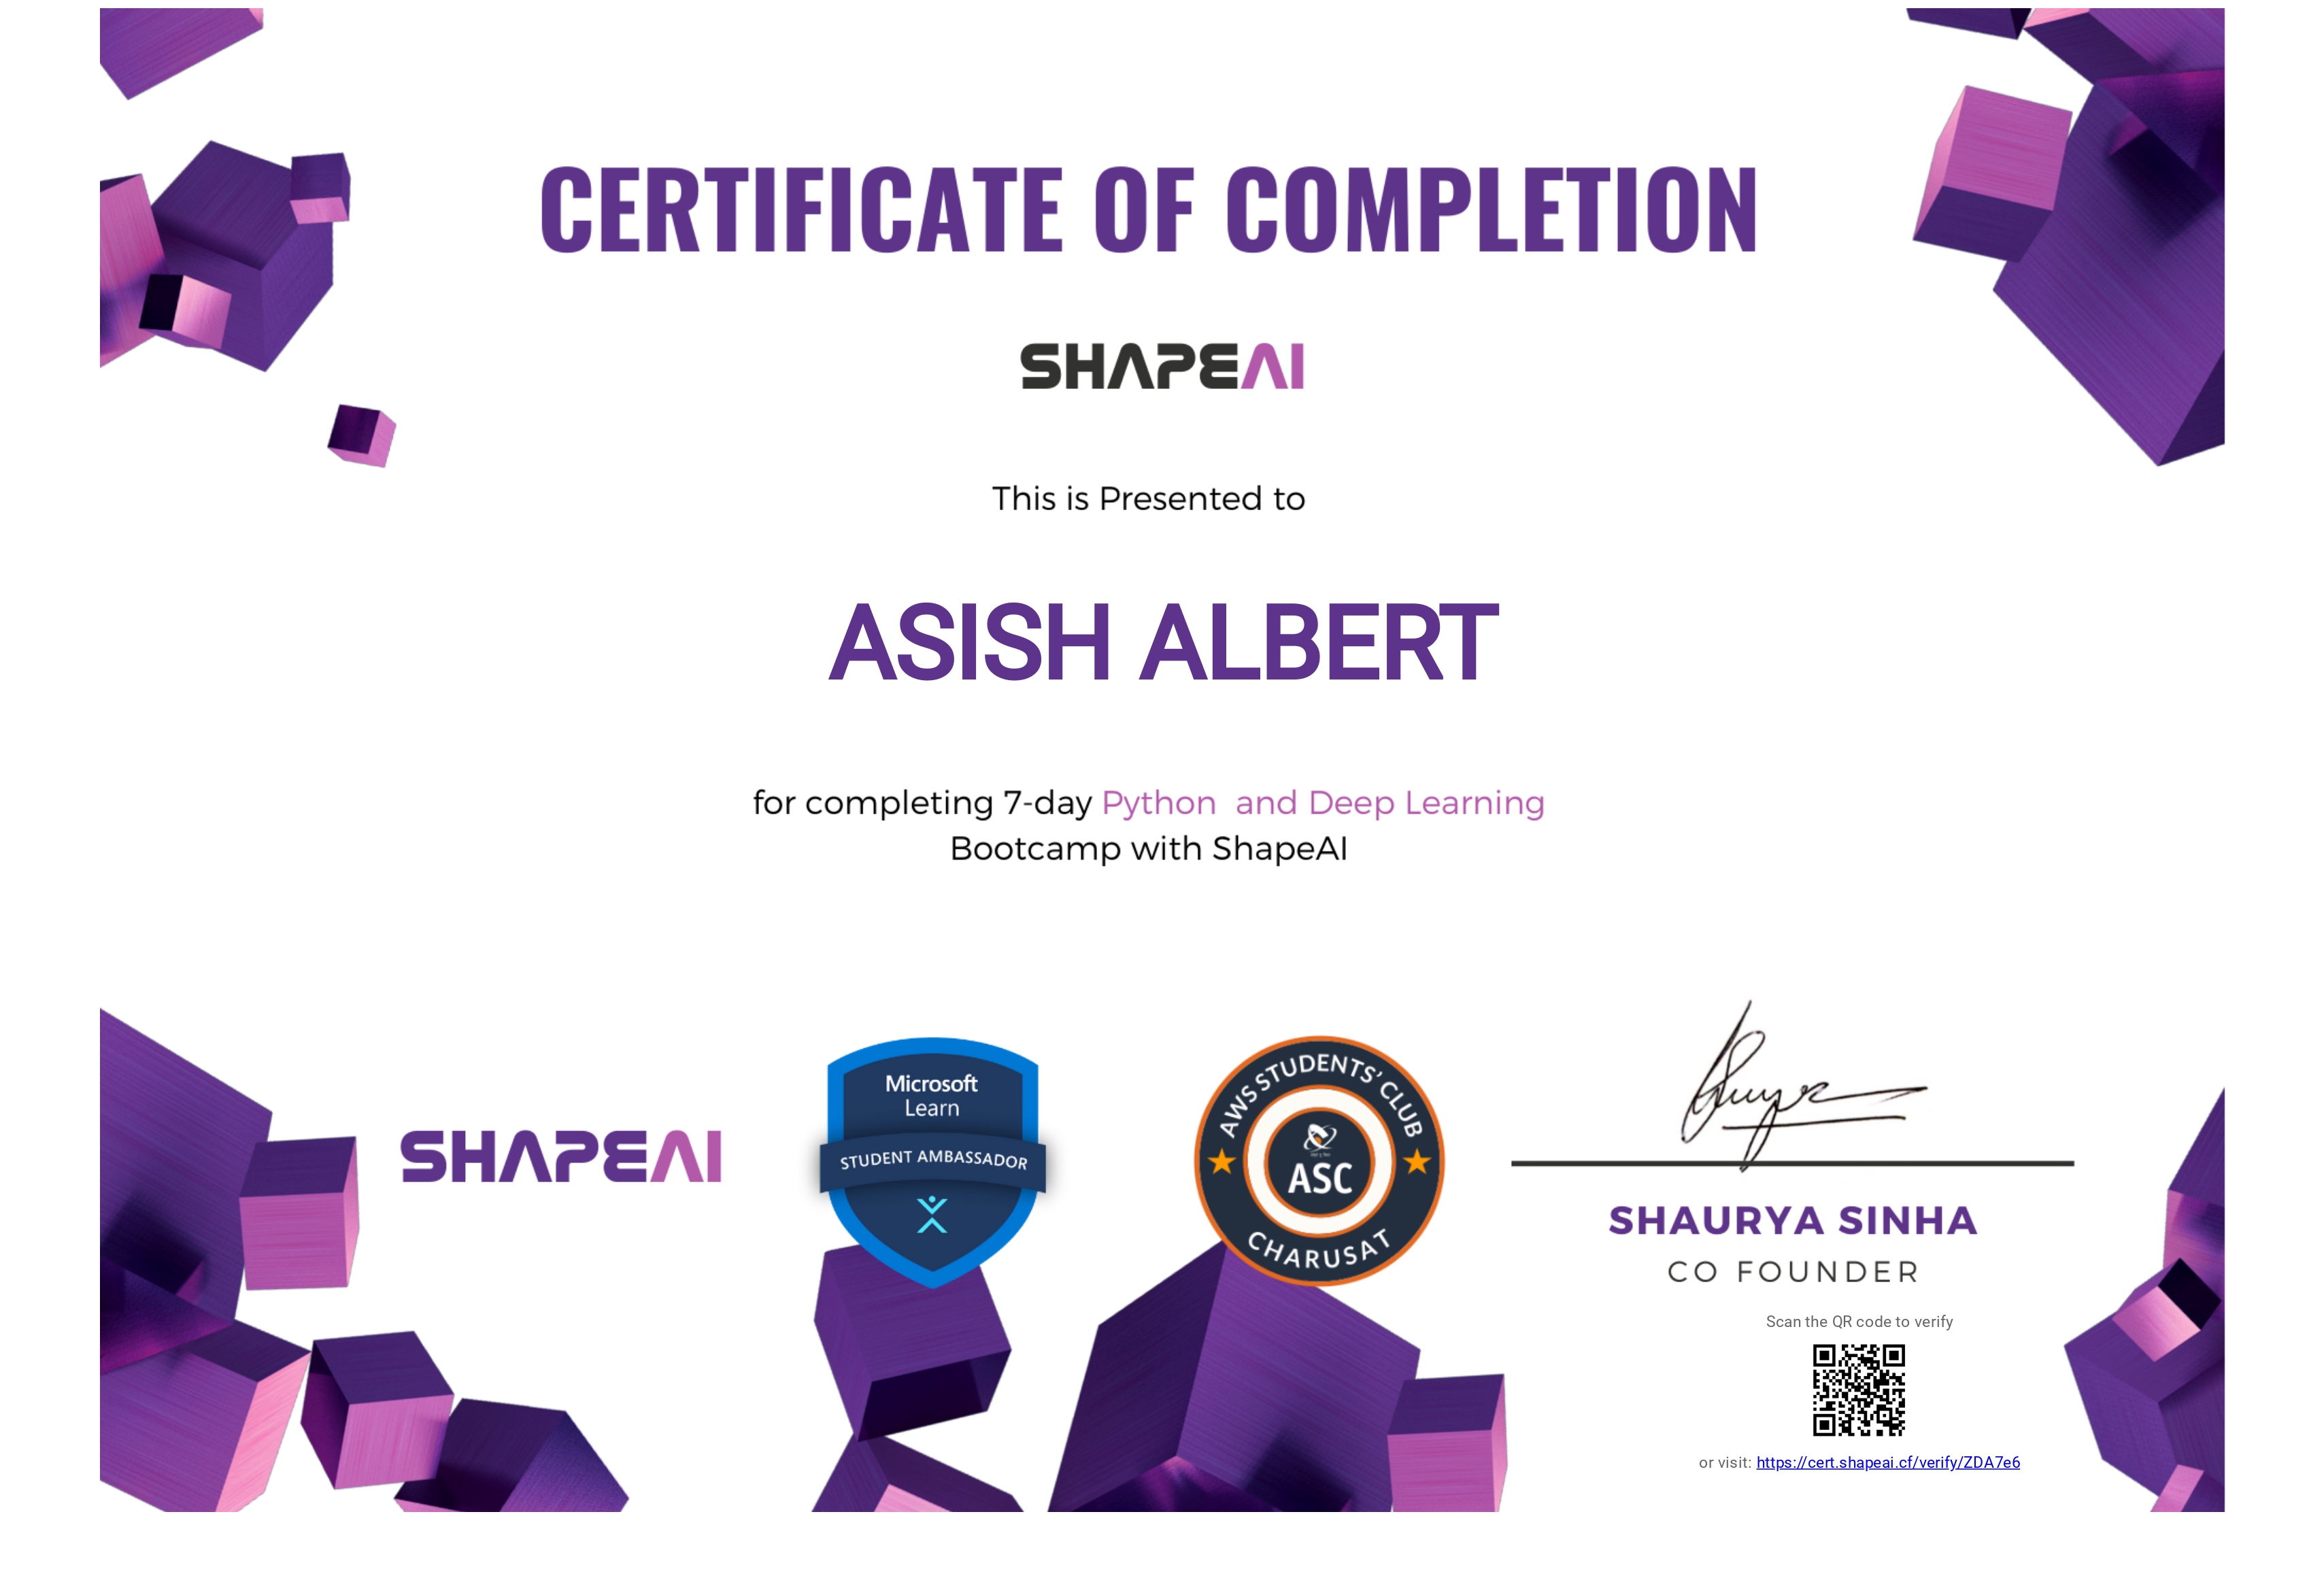 CERTIFICATE OF COMPLETION
SHAPEAI
This is Presented to
ASISH ALBERT
for completing 7-day Python and Deep Learning
Bootcamp with ShapeAI
SHAPEAI
Microsoft
Learn
STUDENT AMBASSADOR
AWS STUDENTS' CLUB
ASC
CHARUSAT
SHAURYA SINHA
CO FOUNDER
Scan the QR code to verify
or visit: https://cert.shapeai.cf/verify/ZDA7e6